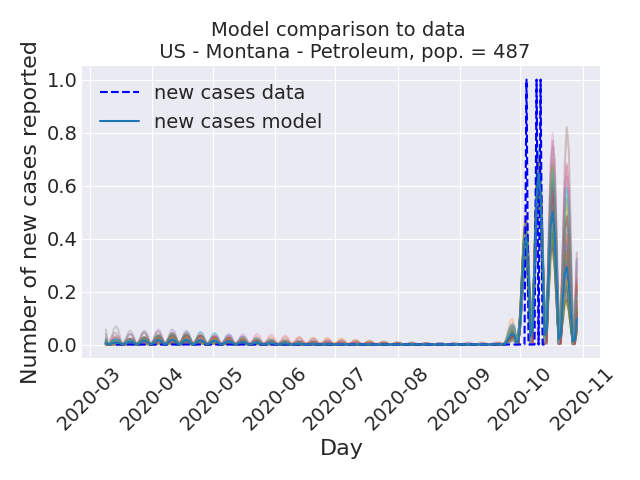 Model comparison to data
US - Montana - Petroleum, pop. = 487
Number of new cases reported
1.0
0.8
0.6
0.4
0.2
0.0
new cases data
new cases model
2020-03
2020-04
2020-05
2020-06
2020-07
2020-08
2020-09
2020-10
2020-11
Day